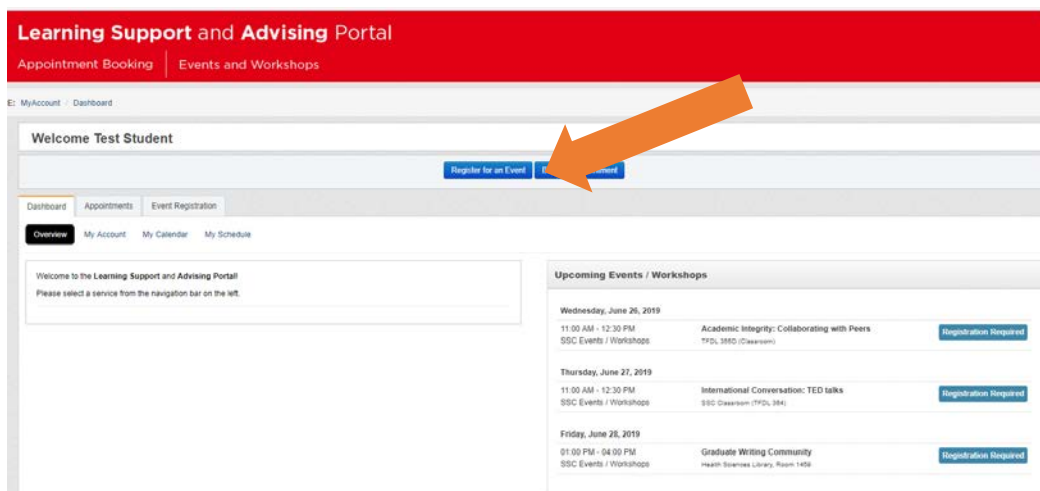 Learning Support and Advising Portal
Appointment Booking Events and Workshops
E: MyAccount / Dashboard
Welcome Test Student
Register for an Event
Dashboard Appointments Event Registration
Overview My Account My Calendar My Schedule
Welcome to the Learning Support and Advising Portal!
Please select a service from the navigation bar on the left.
Upcoming Events / Workshops
Wednesday, June 26, 2019
11:00 AM - 12:30 PM Academic Integrity: Collaborating with Peers Registration Required
SSC Events / Workshops (Classroom)
Thursday, June 27, 2019
11:00 AM - 12:30 PM International Conversation: TED talks Registration Required
SSC Events / Workshops SSC Classroom (TFDL 384)
Friday, June 28, 2019
01:00 PM - 04:00 PM Graduate Writing Community Registration Required
SSC Events / Workshops Health Sciences Library, Room